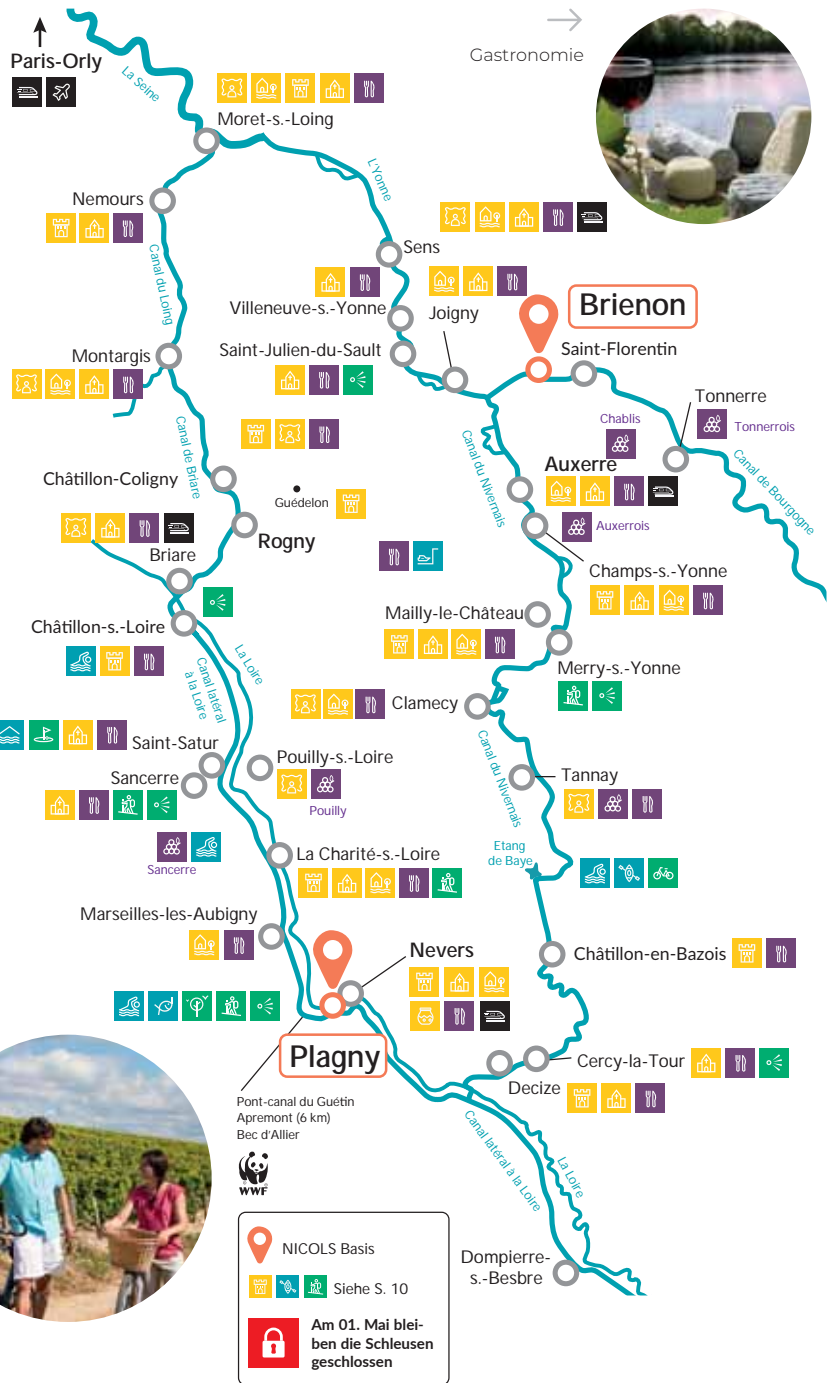 Gastronomie
Paris-Orly
La Seine
Moret-s.-Loing
L'Yonne
Nemours
Canal du Loing
Sens
Villeneuve-s.-Yonne
Joigny
Brienon
Saint-Florentin
Montargis
Saint-Julien-du-Sault
Tonnerre
Chablis
Tonnerrois
Canal de Briare
Canal du Nivernais
Canal de Bourgogne
Châtillon-Coligny
Guédelon
Auxerre
Auxerrois
Rogny
Briare
Champs-s.-Yonne
Châtillon-s.-Loire
Canal latéral
à la Loire
La Loire
Mailly-le-Château
Merry-s.-Yonne
Clamecy
Saint-Satur
Sancerre
Pouilly-s.-Loire
Pouilly
Canal du Nivernais
Tannay
Sancerre
La Charité-s.-Loire
Etang
de Baye
Marseilles-les-Aubigny
Châtillon-en-Bazois
Nevers
Plagny
Cercy-la-Tour
Decize
Pont-canal du Guétin
Apremont (6 km)
Bec d'Allier
WWF
Canal latéral à la Loire
La Loire
Dompierre-
s.-Besbre
NICOLS Basis
Siehe S. 10
Am 01. Mai blei-
ben die Schleusen
geschlossen